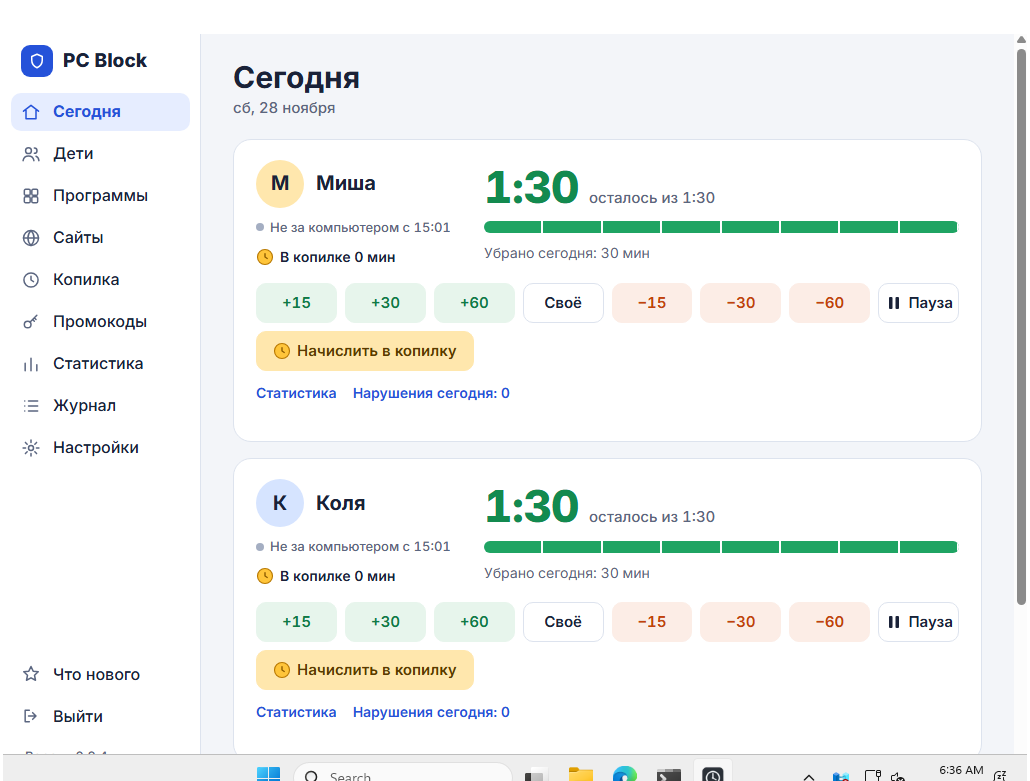 PC Block
Сегодня
Дети
Программы
Сайты
Копилка
Промокоды
Статистика
Журнал
Настройки
Что нового
Выйти
Сегодня
сб, 28 ноября
М Миша
Не за компьютером с 15:01
В копилке 0 мин
1:30 осталось из 1:30
Убрано сегодня: 30 мин
+15 +30 +60 Своё −15 −30 −60 Пауза
Начислить в копилку
Статистика Нарушения сегодня: 0
К Коля
Не за компьютером с 15:01
В копилке 0 мин
1:30 осталось из 1:30
Убрано сегодня: 30 мин
+15 +30 +60 Своё −15 −30 −60 Пауза
Начислить в копилку
Статистика Нарушения сегодня: 0
Search
6:36 AM